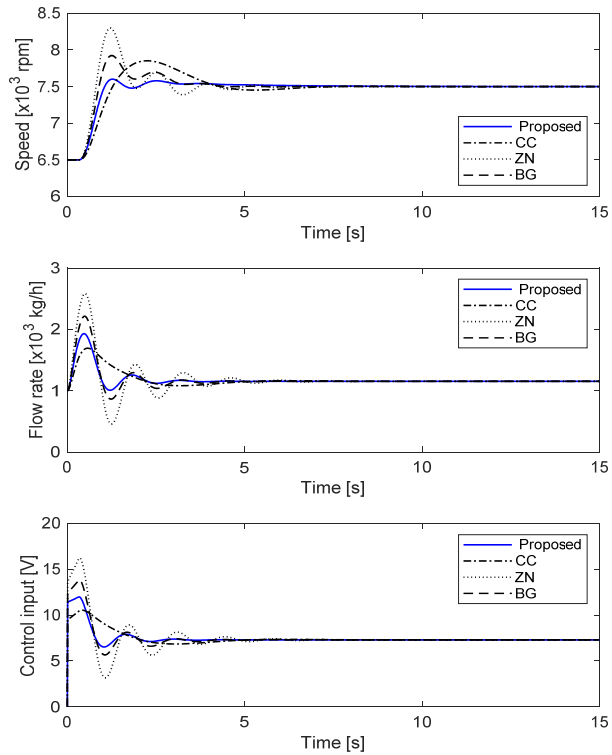 Speed [x10³ rpm]
8.5
8
7.5
7
6.5
6
Proposed
CC
ZN
BG
0
5
10
15
Time [s]
Flow rate [x10³ kg/h]
3
2
1
0
Proposed
CC
ZN
BG
0
5
10
15
Time [s]
Control input [V]
20
15
10
5
0
Proposed
CC
ZN
BG
0
5
10
15
Time [s]